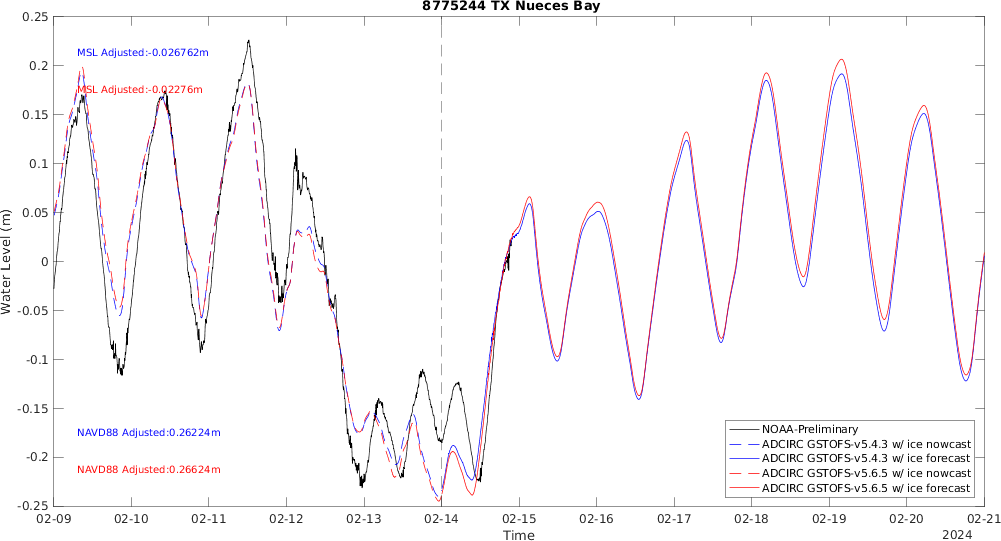 8775244 TX Nueces Bay
0.25
0.2
0.15
0.1
0.05
0
-0.05
-0.1
-0.15
-0.2
-0.25
Water Level (m)
MSL Adjusted:-0.026762m
MSL Adjusted:-0.02276m
NAVD88 Adjusted:0.26224m
NAVD88 Adjusted:0.26624m
NOAA-Preliminary
ADCIRC GSTOFS-v5.4.3 w/ ice nowcast
ADCIRC GSTOFS-v5.4.3 w/ ice forecast
ADCIRC GSTOFS-v5.6.5 w/ ice nowcast
ADCIRC GSTOFS-v5.6.5 w/ ice forecast
02-09 02-10 02-11 02-12 02-13 02-14 02-15 02-16 02-17 02-18 02-19 02-20 02-21
Time
2024